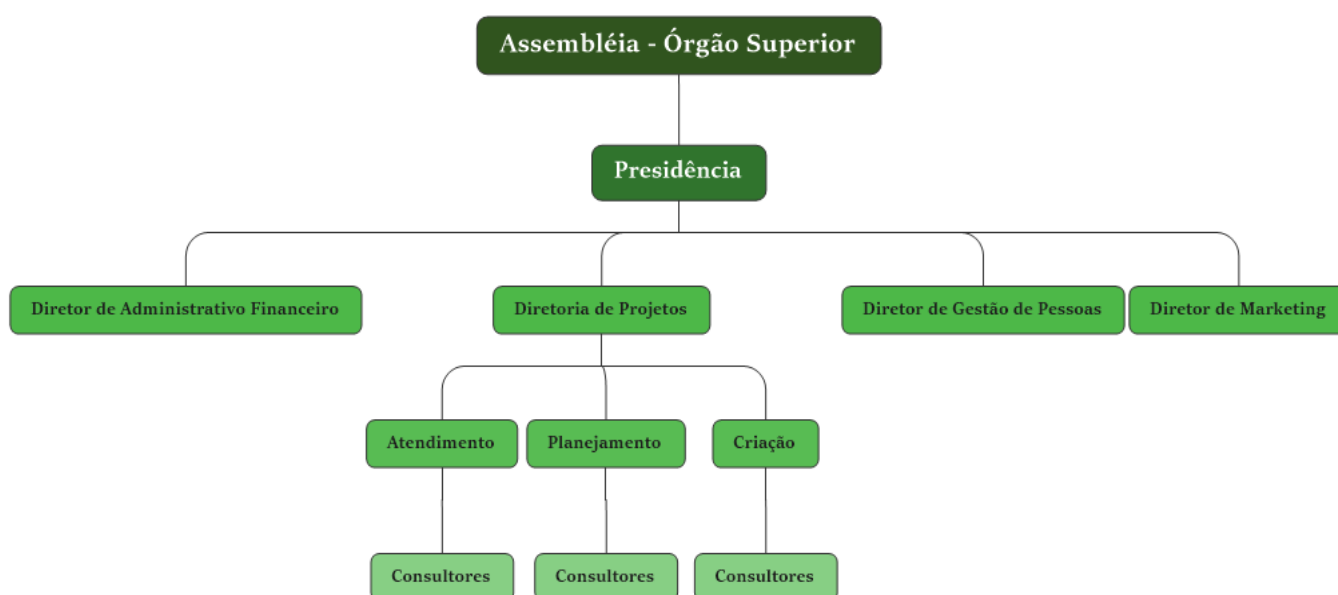 Assembléia - Órgão Superior
Presidência
Diretor de Administrativo Financeiro
Diretoria de Projetos
Diretor de Gestão de Pessoas
Diretor de Marketing
Atendimento
Planejamento
Criação
Consultores
Consultores
Consultores